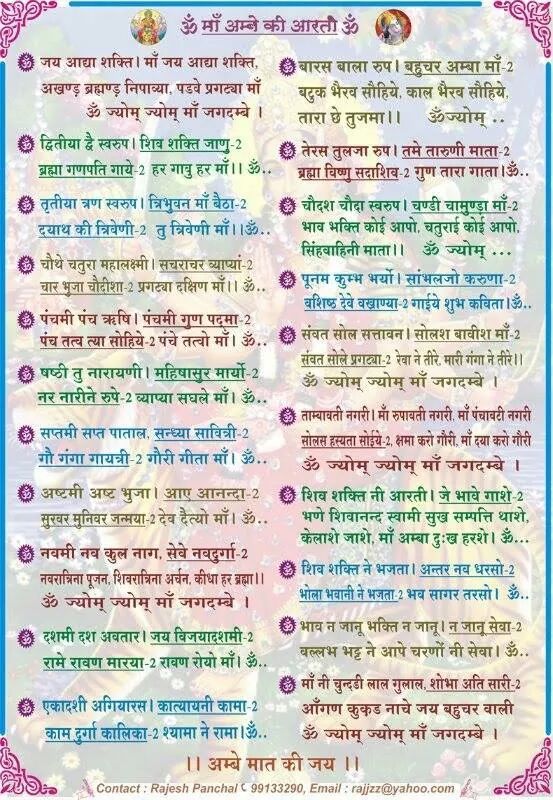 ॐ माँ अम्बे की आरती ॐ
जय आद्या शक्ति। माँ जय आद्या शक्ति,
अखण्ड ब्रह्मण्ड निपाव्या, पडवे प्रगट्या माँ
ॐ ज्योम् ज्योम् माँ जगदम्बे ।
द्वितीया द्वै स्वरुप। शिव शक्ति जाणु-2
ब्रह्मा गणपति गाये-2 हर गावु हर माँ।।ॐ..
तृतीया त्रण स्वरुप। त्रिभुवन माँ बैठा-2
दयाथ की त्रिवेणी-2 तु त्रिवेणी माँ।।ॐ..
चौथे चतुरा महालक्ष्मी। सचराचर व्याप्यां-2
चार भुजा चौदीशा-2 प्रगट्या दक्षिण माँ।।ॐ..
पंचमी पंच ऋषि। पंचमी गुण पदमा-2
पंच तत्व त्या सोहिये-2 पंचे तत्वो माँ।ॐ..
षष्ठी तु नारायणी। महिषासुर मार्यो-2
नर नारीने रुपे-2 व्याप्या सघले माँ।ॐ..
सप्तमी सप्त पाताल, सन्ध्या सावित्री-2
गौ गंगा गायत्री-2 गौरी गीता माँ।ॐ..
अष्टमी अष्ट भुजा। आए आनन्दा-2
सुरवर मुनिवर जन्मया-2 देव दैत्यो माँ।ॐ..
नवमी नव कुल नाग, सेवे नवदुर्गा-2
नवरात्रिना पूजन, शिवरात्रिना अर्चन, कीधा हर ब्रह्मा।।
ॐ ज्योम् ज्योम् माँ जगदम्बे ।
दशमी दश अवतार। जय विजयादशमी-2
रामे रावण मारया-2 रावण रोयो माँ।ॐ..
एकादशी अगियारस। कात्यायनी कामा-2
काम दुर्गा कालिका-2 श्यामा ने रामा।ॐ..
बारस बाला रुप। बहुचर अम्बा माँ-2
बटुक भैरव सौहिये, काल भैरव सौहिये,
तारा छे तुजमा।। ॐज्योम् ..
तेरस तुलजा रुप। तमे तारुणी माता-2
ब्रह्मा विष्णु सदाशिव-2 गुण तारा गाता।ॐ..
चौदश चौदा स्वरुप। चण्डी चामुण्डा माँ-2
भाव भक्ति कोई आपो, चतुराई कोई आपो,
सिंहवाहिनी माता।। ॐ ज्योम् ...
पूनम कुम्भ भर्यो। सांभलजो करुणा-2
वशिष्ठ देवे वखाण्या-2 गाईये शुभ कविता।ॐ..
संवत सोल सत्तावन। सोलश बावीश माँ-2
संवत सोले प्रगट्या-2 रेवा ने तीरे, मारी गंगा ने तीरे।।
ॐ ज्योम् ज्योम् माँ जगदम्बे ।
ताम्बावती नगरी। माँ रुपावती नगरी, माँ पंचावटी नगरी
सोलस हस्यता सोईये-2, क्षमा करो गौरी, माँ दया करो गौरी
ॐ ज्योम् ज्योम् माँ जगदम्बे ।
शिव शक्ति नी आरती। जे भावे गाशे-2
भणे शिवानन्द स्वामी सुख सम्पत्ति थाशे,
केलाशे जाशे, माँ अम्बा दुःख हरशे।ॐ...
शिव शक्ति ने भजता। अन्तर नव धरसो-2
भोला भवानी ने भजता-2 भव सागर तरसो।ॐ..
भाव न जानू भक्ति न जानू। न जानू सेवा-2
वल्लभ भट्ट ने आपे चरणों नी सेवा। ॐ..
माँ नी चुन्दडी लाल गुलाल, शोभा अति सारी-2
आँगण कुकड नाचे जय बहुचर वाली
ॐ ज्योम् ज्योम् माँ जगदम्बे ।
।। अम्बे मात की जय ।।
Contact : Rajesh Panchal 99133290, Email : rajjzz@yahoo.com